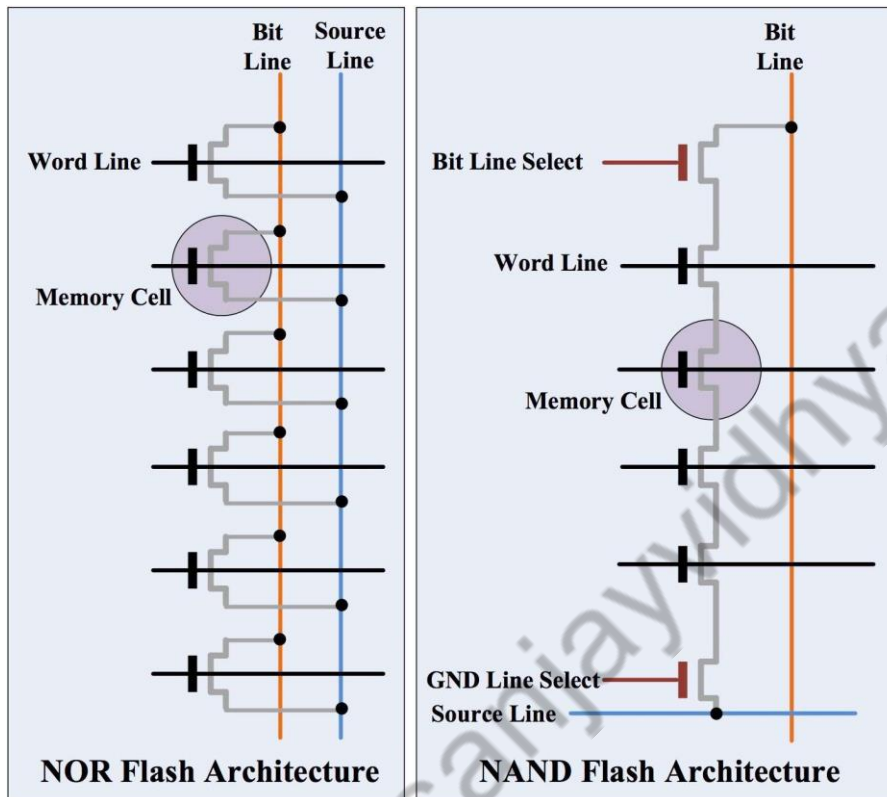 Bit
Line
Source
Line
Word Line
Memory Cell
NOR Flash Architecture
Bit
Line
Bit Line Select
Word Line
Memory Cell
GND Line Select
Source Line
NAND Flash Architecture
sanjayvidhya